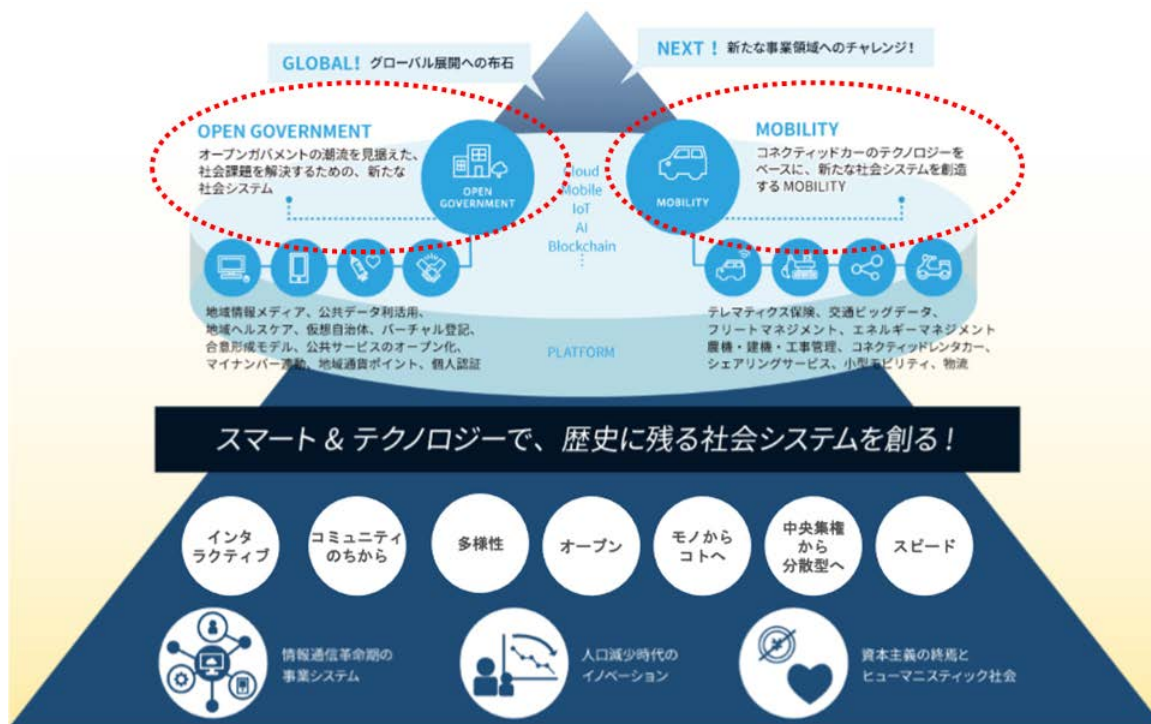 NEXT！ 新たな事業領域へのチャレンジ！
GLOBAL！ グローバル展開への布石
OPEN GOVERNMENT
オープンガバメントの潮流を見据えた、
社会課題を解決するための、新たな
社会システム
OPEN
GOVERNMENT
Cloud
Mobile
IoT
AI
Blockchain
MOBILITY
MOBILITY
コネクティッドカーのテクノロジーを
ベースに、新たな社会システムを創造
する MOBILITY
地域情報メディア、公共データ利活用、
地域ヘルスケア、仮想自治体、バーチャル登記、
合意形成モデル、公共サービスのオープン化、
マイナンバー連動、地域通貨ポイント、個人認証
PLATFORM
テレマティクス保険、交通ビッグデータ、
フリートマネジメント、エネルギーマネジメント
農機・建機・工事管理、コネクティッドレンタカー、
シェアリングサービス、小型モビリティ、物流
スマート & テクノロジーで、歴史に残る社会システムを創る！
インタ
ラクティブ
コミュニティ
のちから
多様性
オープン
モノから
コトへ
中央集権
から
分散型へ
スピード
情報通信革命期の
事業システム
人口減少時代の
イノベーション
資本主義の終焉と
ヒューマニスティック社会